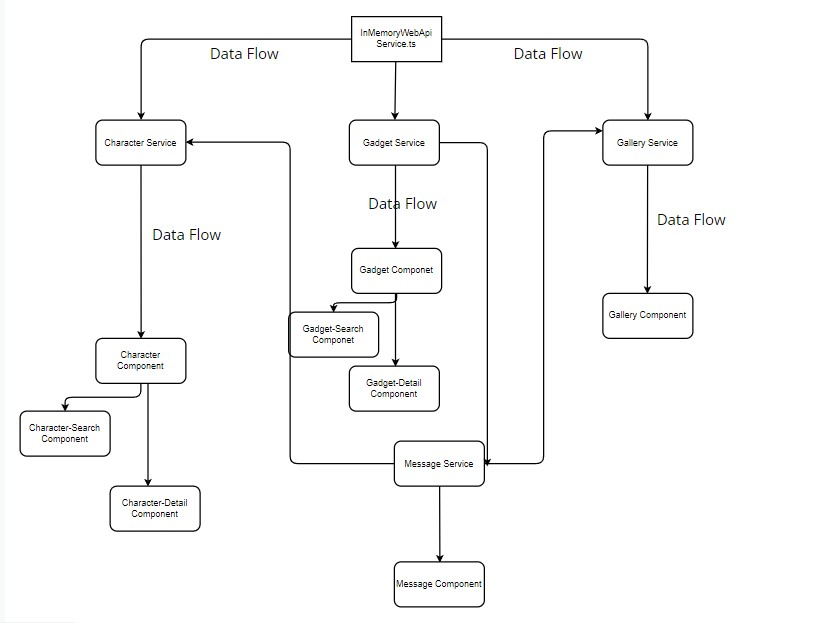 InMemoryWebApi
Service.ts
Data Flow
Data Flow
Character Service
Gadget Service
Gallery Service
Data Flow
Data Flow
Data Flow
Gadget Componet
Gallery Component
Gadget-Search
Componet
Character
Component
Gadget-Detail
Component
Character-Search
Component
Message Service
Character-Detail
Component
Message Component